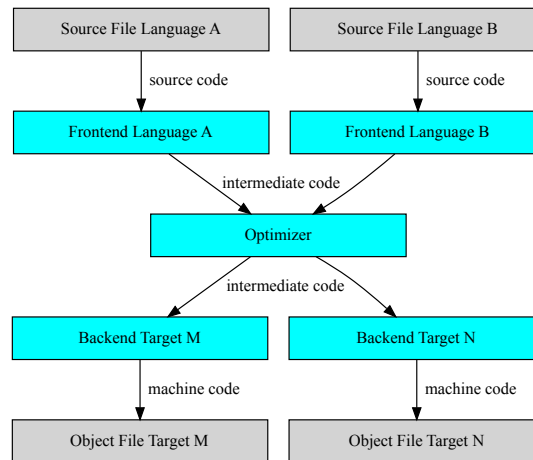 Source File Language A
Source File Language B
source code
source code
Frontend Language A
Frontend Language B
intermediate code
Optimizer
intermediate code
Backend Target M
Backend Target N
machine code
machine code
Object File Target M
Object File Target N